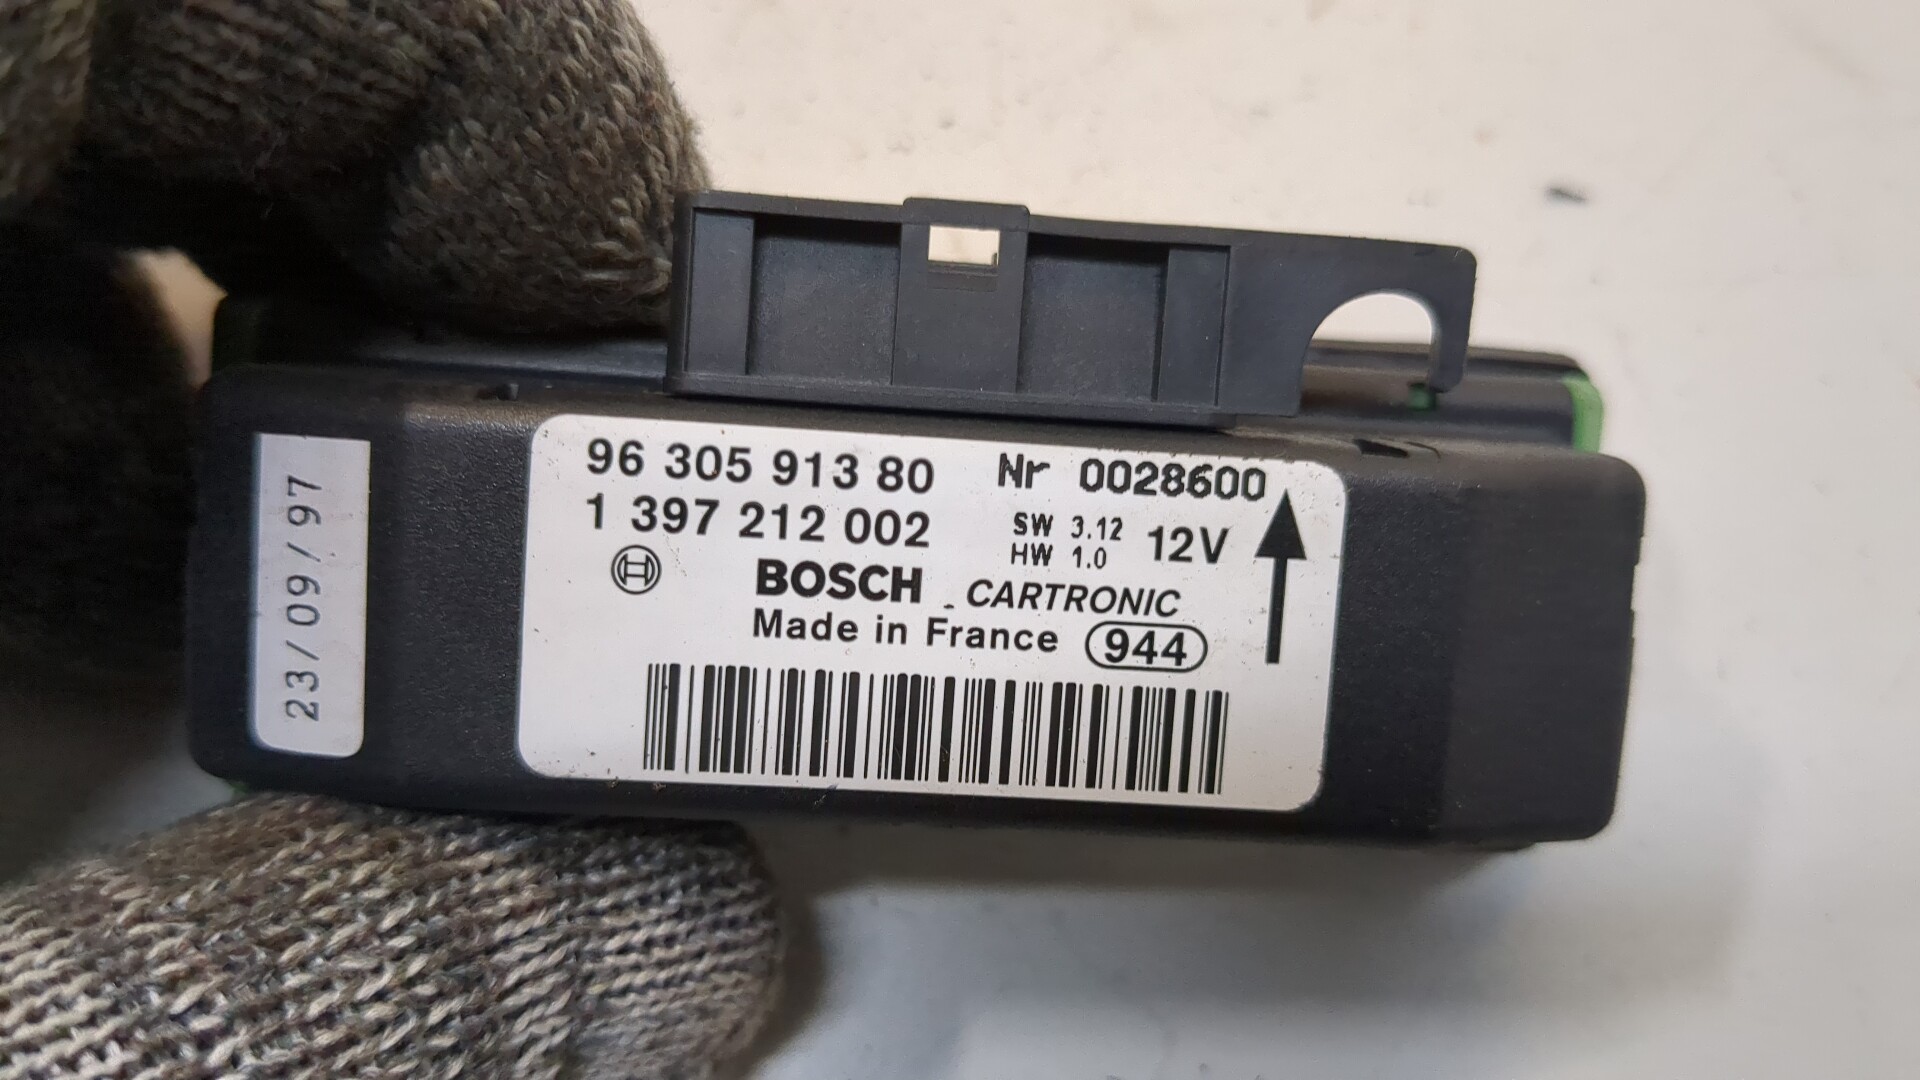 23/09/97
96 305 913 80 Nr 0028600
1 397 212 002 SW 3.12 12V
HW 1.0
BOSCH CARTRONIC
Made in France 944